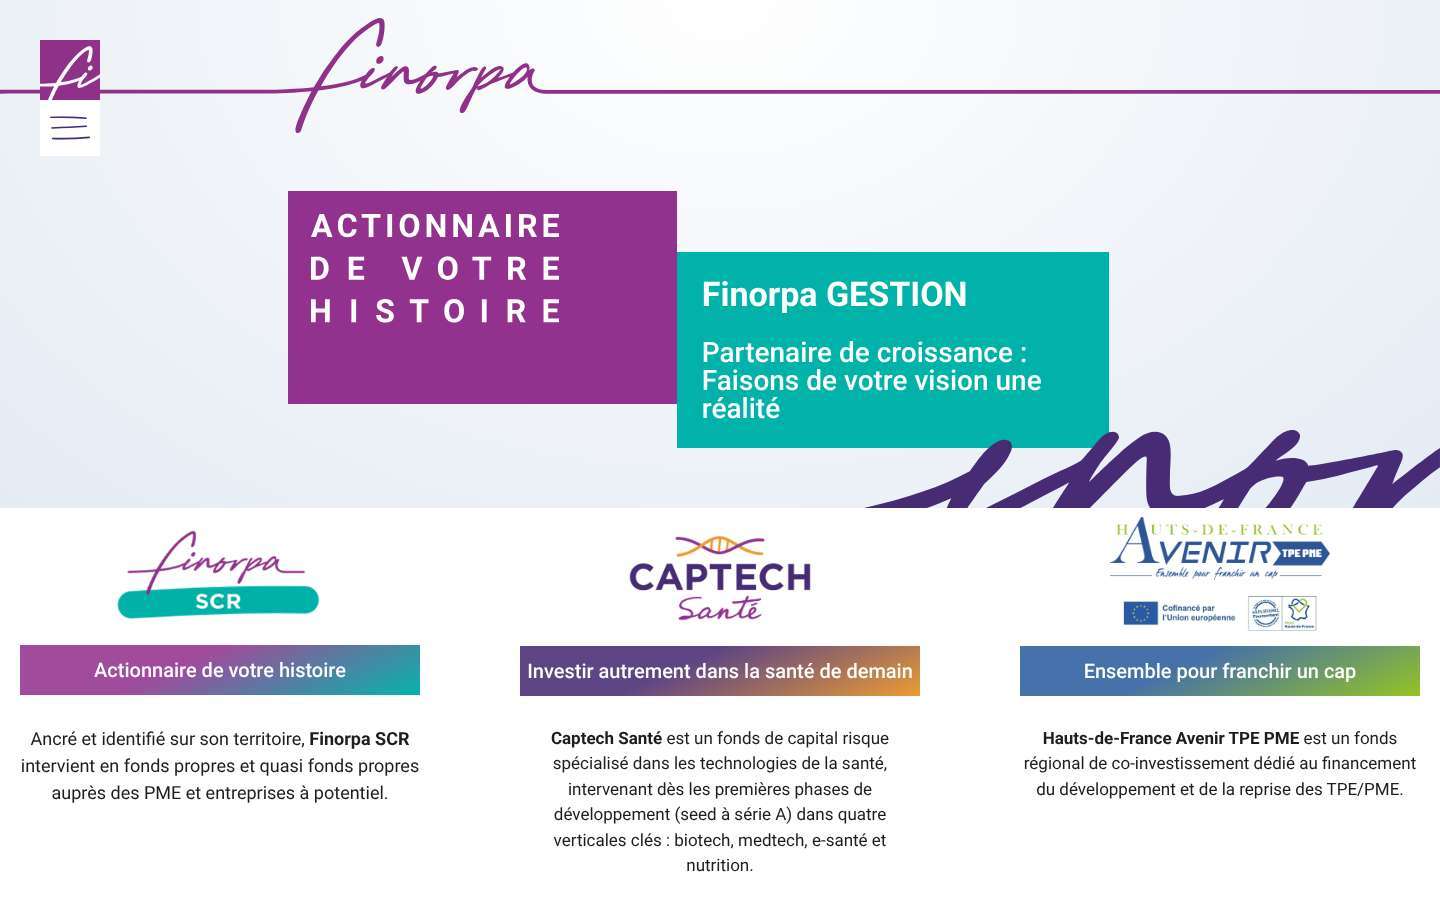 fi
finorpa
ACTIONNAIRE
DE VOTRE
HISTOIRE
Finorpa GESTION
Partenaire de croissance :
Faisons de votre vision une
réalité
finorpa
SCR
Actionnaire de votre histoire
Ancré et identifié sur son territoire, Finorpa SCR
intervient en fonds propres et quasi fonds propres
auprès des PME et entreprises à potentiel.
CAPTECH
Santé
Investir autrement dans la santé de demain
Captech Santé est un fonds de capital risque
spécialisé dans les technologies de la santé,
intervenant dès les premières phases de
développement (seed à série A) dans quatre
verticales clés : biotech, medtech, e-santé et
nutrition.
HAUTS-DE-FRANCE
AVENIR TPE PME
Ensemble pour franchir un cap
Cofinancé par
l'Union européenne
Ensemble pour franchir un cap
Hauts-de-France Avenir TPE PME est un fonds
régional de co-investissement dédié au financement
du développement et de la reprise des TPE/PME.